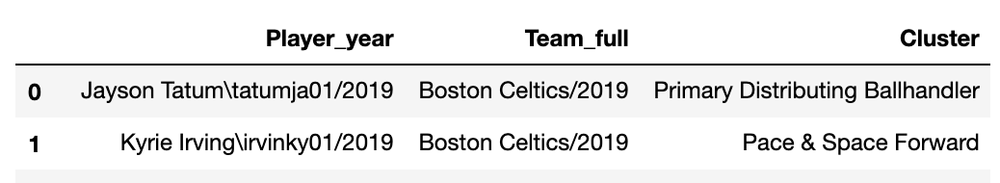 Player_year Team_full Cluster
0 Jayson Tatum\tatumja01/2019 Boston Celtics/2019 Primary Distributing Ballhandler
1 Kyrie Irving\irvinky01/2019 Boston Celtics/2019 Pace & Space Forward